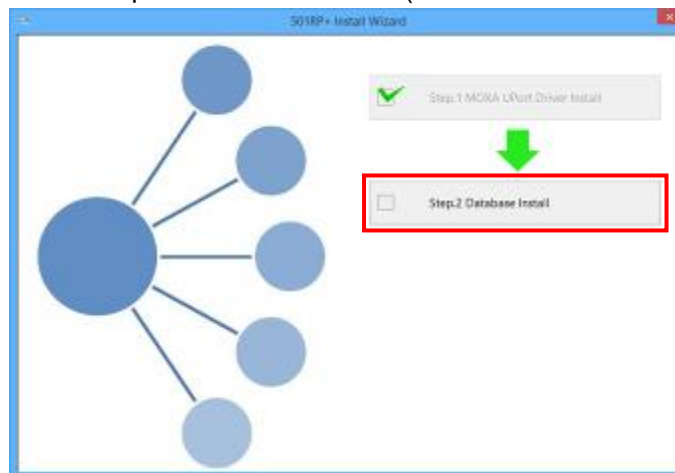 501RP+ Install Wizard
Step.1 MOXA UPort Driver Install
Step.2 Database Install